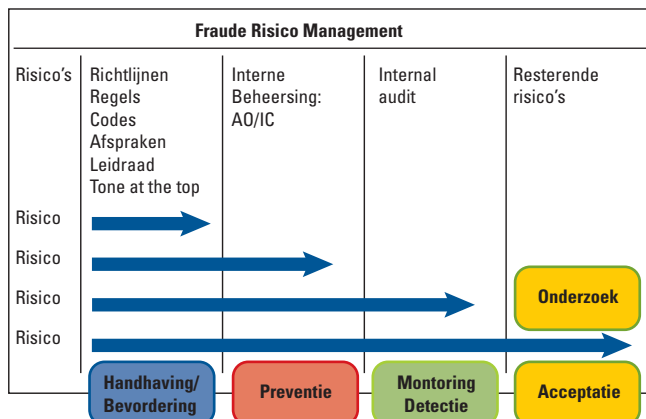 Fraude Risico Management
Risico's
Richtlijnen
Regels
Codes
Afspraken
Leidraad
Tone at the top
Interne
Beheersing:
AO/IC
Internal
audit
Resterende
risico's
Risico
Risico
Risico
Risico
Onderzoek
Handhaving/
Bevordering
Preventie
Montoring
Detectie
Acceptatie